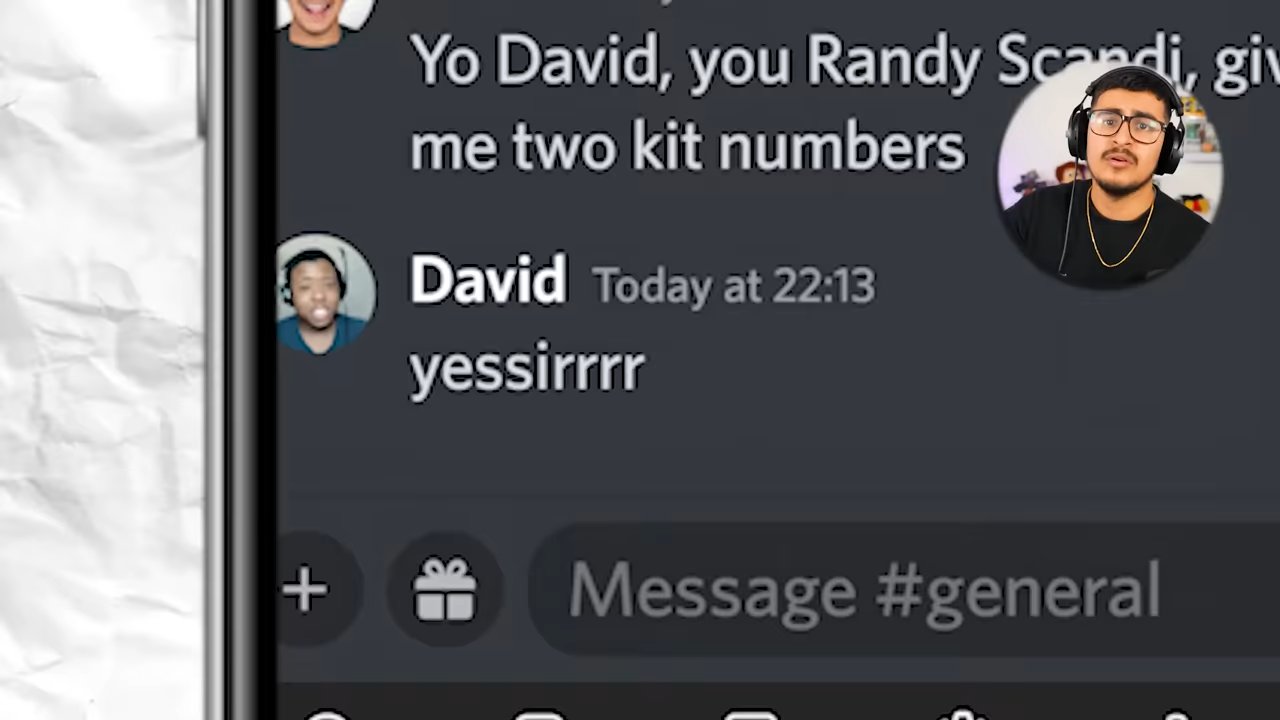 Yo David, you Randy Scandi, giv
me two kit numbers
David Today at 22:13
yessirrrr
Message #general